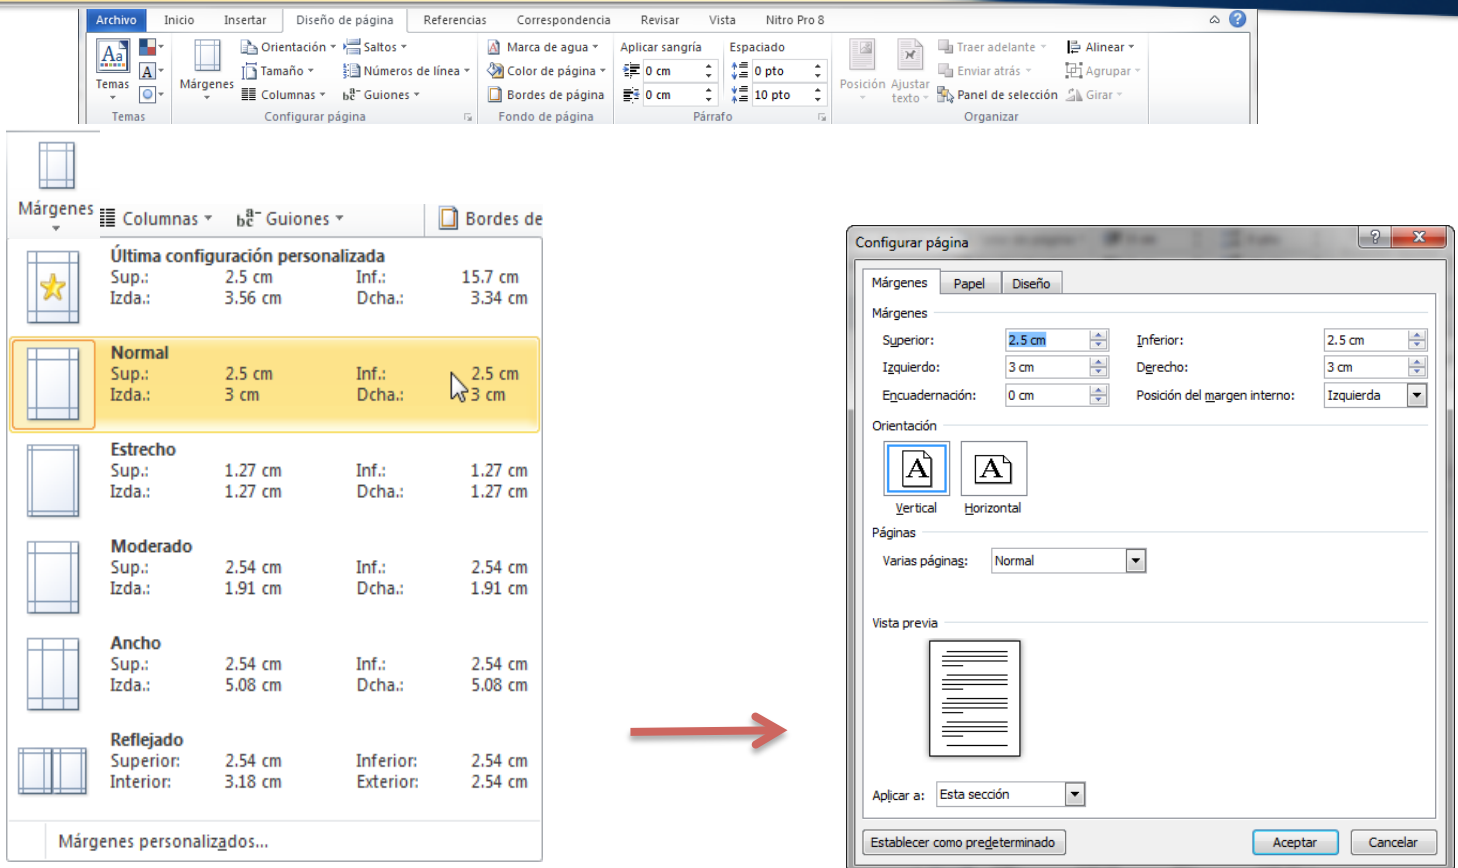 Archivo Inicio Insertar Diseño de página Referencias Correspondencia Revisar Vista Nitro Pro 8
Orientación Saltos Marca de agua Aplicar sangría Espaciado Traer adelante Alinear
Tamaño Números de línea Color de página 0 cm 0 pto Enviar atrás Agrupar
Temas Márgenes Columnas Guiones Bordes de página 0 cm 10 pto Posición Ajustar texto Panel de selección Girar
Temas Configurar página Fondo de página Párrafo Organizar
Márgenes Columnas Guiones Bordes de
Última configuración personalizada
Sup.: 2.5 cm Inf.: 15.7 cm
Izda.: 3.56 cm Dcha.: 3.34 cm
Normal
Sup.: 2.5 cm Inf.: 2.5 cm
Izda.: 3 cm Dcha.: 3 cm
Estrecho
Sup.: 1.27 cm Inf.: 1.27 cm
Izda.: 1.27 cm Dcha.: 1.27 cm
Moderado
Sup.: 2.54 cm Inf.: 2.54 cm
Izda.: 1.91 cm Dcha.: 1.91 cm
Ancho
Sup.: 2.54 cm Inf.: 2.54 cm
Izda.: 5.08 cm Dcha.: 5.08 cm
Reflejado
Superior: 2.54 cm Inferior: 2.54 cm
Interior: 3.18 cm Exterior: 2.54 cm
Márgenes personalizados...
Configurar página
Márgenes Papel Diseño
Márgenes
Superior: 2.5 cm Inferior: 2.5 cm
Izquierdo: 3 cm Derecho: 3 cm
Encuadernación: 0 cm Posición del margen interno: Izquierda
Orientación
A A
Vertical Horizontal
Páginas
Varias páginas: Normal
Vista previa
Aplicar a: Esta sección
Establecer como predeterminado Aceptar Cancelar